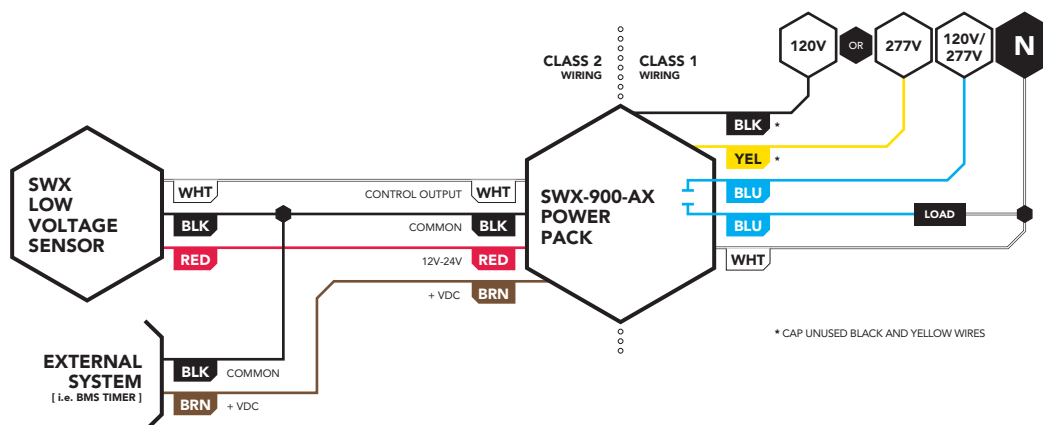 120V
OR
277V
120V/
277V
N
CLASS 2
WIRING
CLASS 1
WIRING
BLK *
YEL *
BLU
BLU
LOAD
WHT
SWX
LOW
VOLTAGE
SENSOR
WHT
CONTROL OUTPUT
WHT
BLK
COMMON
BLK
RED
12V-24V
RED
+ VDC
BRN
SWX-900-AX
POWER
PACK
* CAP UNUSED BLACK AND YELLOW WIRES
EXTERNAL
SYSTEM
[ i.e. BMS TIMER ]
BLK
COMMON
BRN
+ VDC